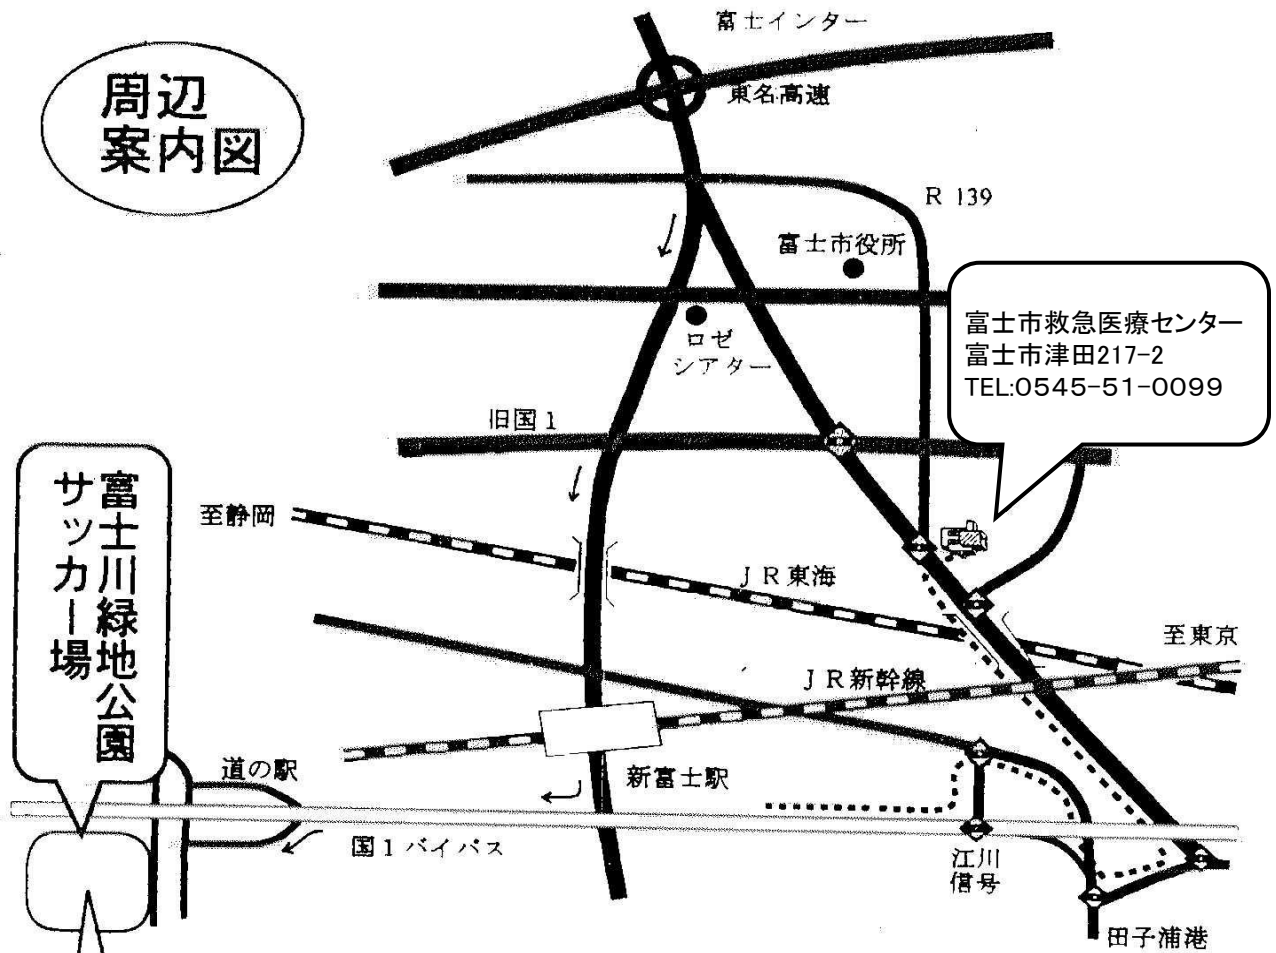 富士インター
周辺
案内図
東名高速
R 139
富士市役所
富士市救急医療センター
富士市津田217-2
TEL:0545-51-0099
ロゼ
シアター
旧国1
富士川緑地公園
サッカー場
至静岡
JR東海
至東京
JR新幹線
道の駅
新富士駅
国1バイパス
江川
信号
田子浦港